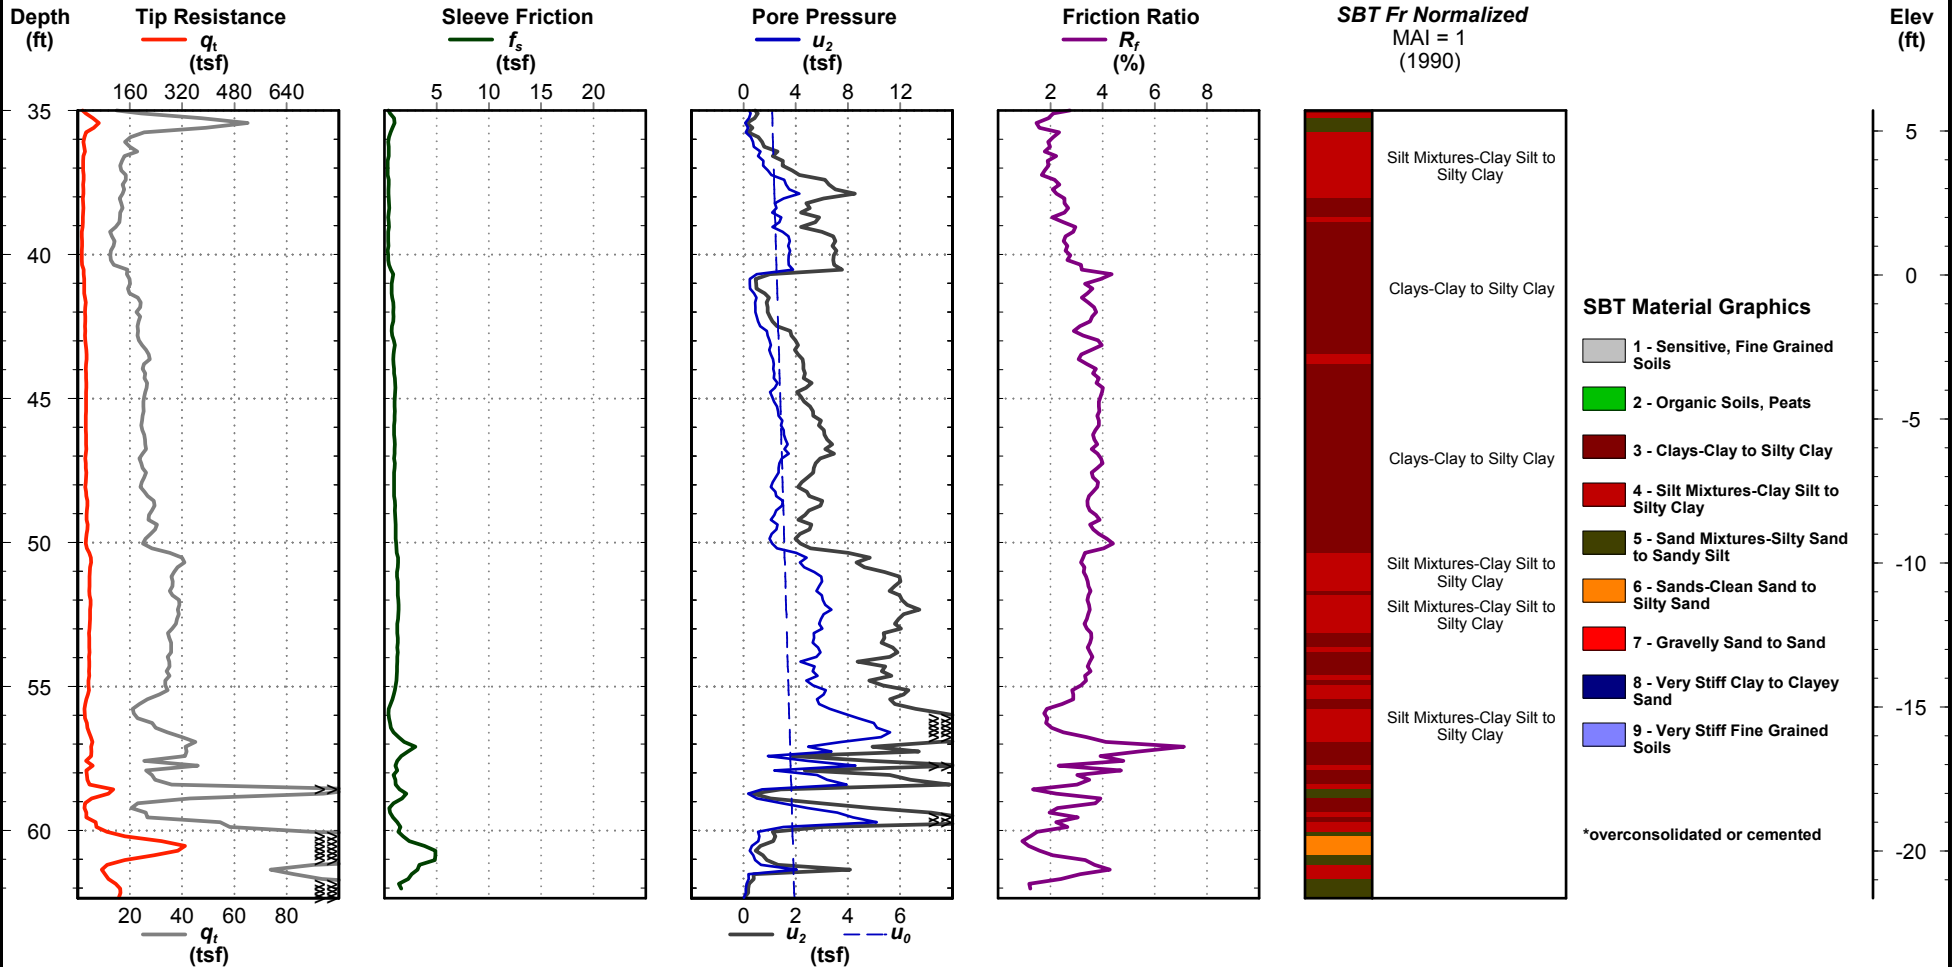 Depth
(ft)
Tip Resistance
qt
(tsf)
160 320 480 640
Sleeve Friction
fs
(tsf)
5 10 15 20
Pore Pressure
u2
(tsf)
0 4 8 12
Friction Ratio
Rf
(%)
2 4 6 8
SBT Fr Normalized
MAI = 1
(1990)
Elev
(ft)
35
40
45
50
55
60
Silt Mixtures-Clay Silt to
Silty Clay
Clays-Clay to Silty Clay
Clays-Clay to Silty Clay
Silt Mixtures-Clay Silt to
Silty Clay
Silt Mixtures-Clay Silt to
Silty Clay
Silt Mixtures-Clay Silt to
Silty Clay
SBT Material Graphics
1 - Sensitive, Fine Grained
Soils
2 - Organic Soils, Peats
3 - Clays-Clay to Silty Clay
4 - Silt Mixtures-Clay Silt to
Silty Clay
5 - Sand Mixtures-Silty Sand
to Sandy Silt
6 - Sands-Clean Sand to
Silty Sand
7 - Gravelly Sand to Sand
8 - Very Stiff Clay to Clayey
Sand
9 - Very Stiff Fine Grained
Soils
*overconsolidated or cemented
5
0
-5
-10
-15
-20
20 40 60 80
qt
(tsf)
0 2 4 6
u2 u0
(tsf)